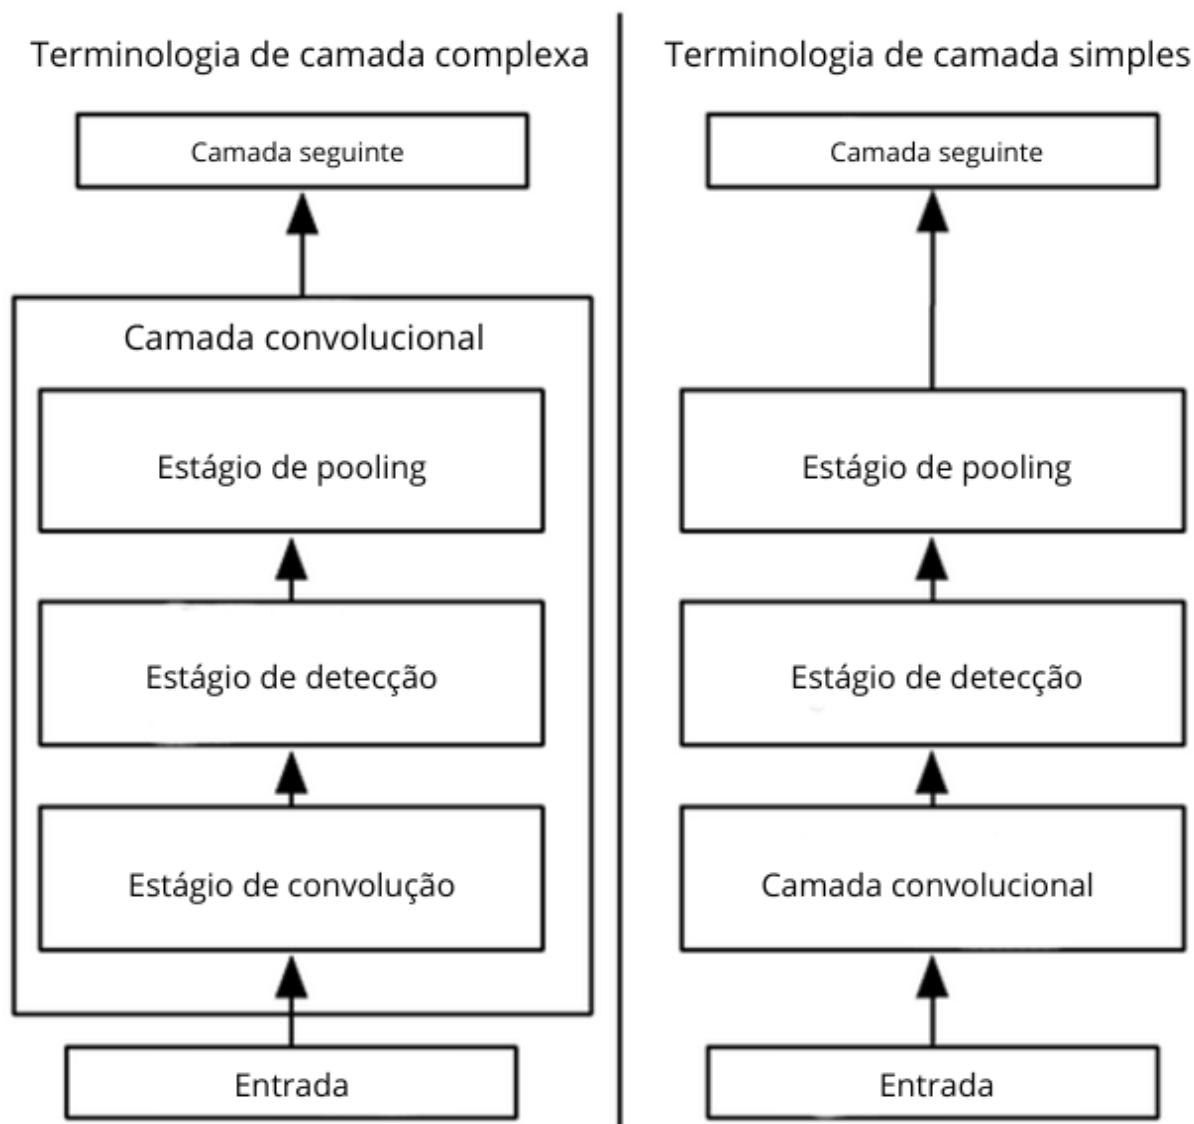 Terminologia de camada complexa
Camada seguinte
Camada convolucional
Estágio de pooling
Estágio de detecção
Estágio de convolução
Entrada
Terminologia de camada simples
Camada seguinte
Estágio de pooling
Estágio de detecção
Camada convolucional
Entrada